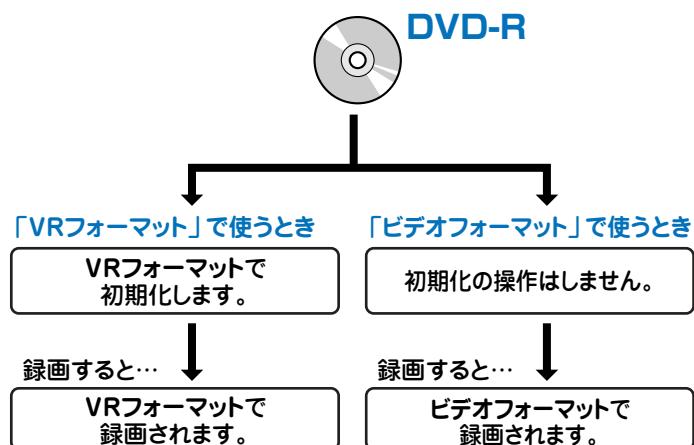 DVD-R
「VRフォーマット」で使うとき
VRフォーマットで
初期化します。
録画すると…
VRフォーマットで
録画されます。
「ビデオフォーマット」で使うとき
初期化の操作はしません。
録画すると…
ビデオフォーマットで
録画されます。